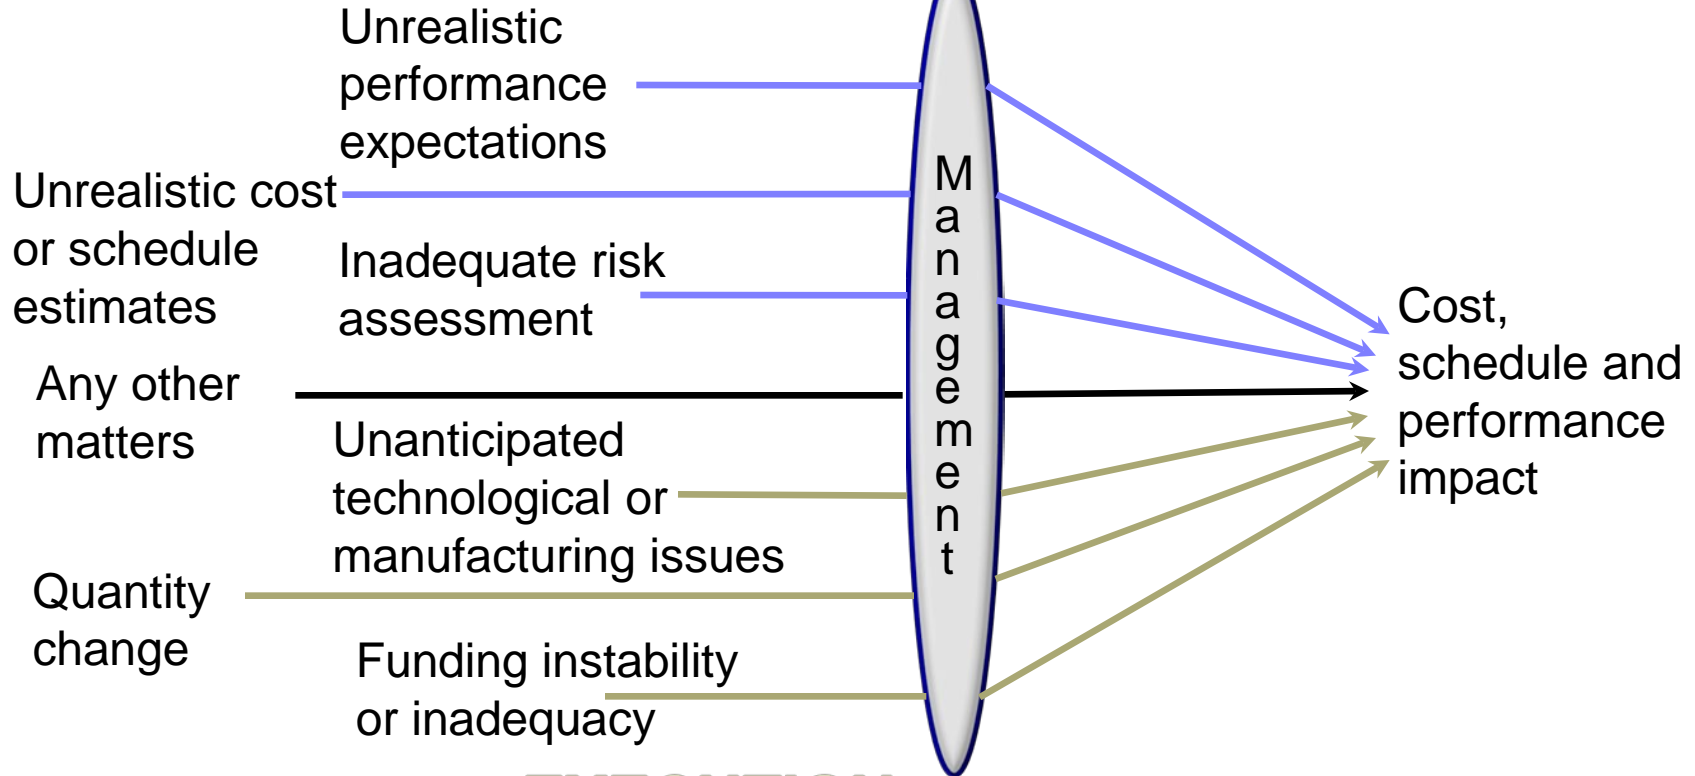 Unrealistic
performance
expectations
Unrealistic cost
or schedule
estimates
Inadequate risk
assessment
Any other
matters
Unanticipated
technological or
manufacturing issues
Quantity
change
Funding instability
or inadequacy
Management
Cost,
schedule and
performance
impact